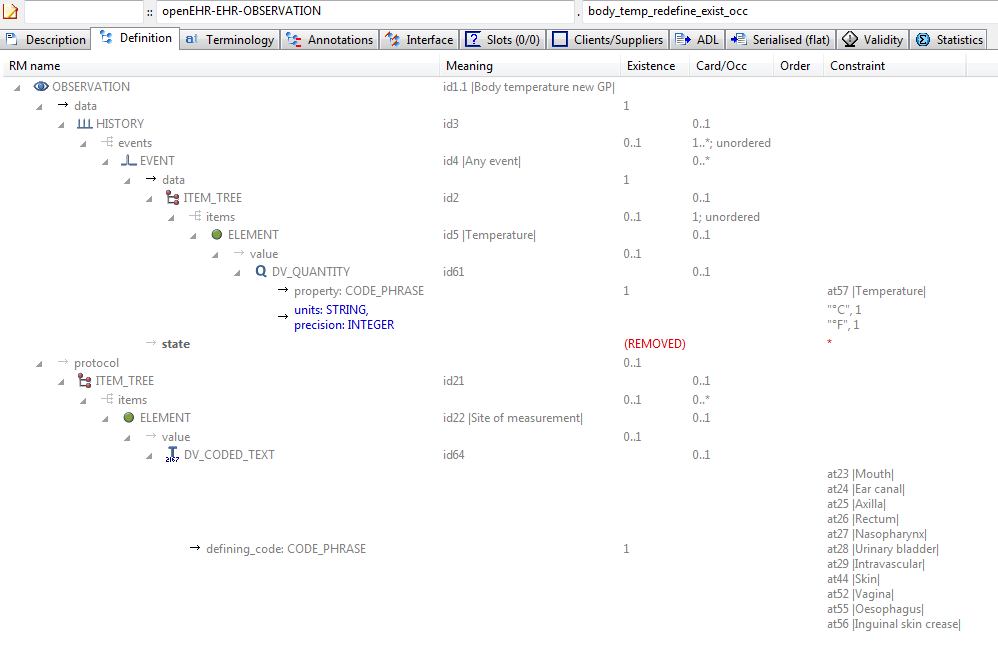 :: openEHR-EHR-OBSERVATION . body_temp_redefine_exist_occ
Description Definition a1 Terminology Annotations Interface ? Slots (0/0) Clients/Suppliers ADL Serialised (flat) Validity Statistics
RM name Meaning Existence Card/Occ Order Constraint
OBSERVATION id1.1 |Body temperature new GP|
data 1
HISTORY id3 0..1
events 0..1 1..*; unordered
EVENT id4 |Any event| 0..*
data 1
ITEM_TREE id2 0..1
items 0..1 1; unordered
ELEMENT id5 |Temperature| 0..1
value 0..1
Q DV_QUANTITY id61 0..1
property: CODE_PHRASE 1 at57 |Temperature|
units: STRING, "°C", 1
precision: INTEGER "°F", 1
state (REMOVED) *
protocol 0..1
ITEM_TREE id21 0..1
items 0..1 0..*
ELEMENT id22 |Site of measurement| 0..1
value 0..1
T 2167 DV_CODED_TEXT id64 0..1
at23 |Mouth|
at24 |Ear canal|
at25 |Axilla|
at26 |Rectum|
at27 |Nasopharynx|
defining_code: CODE_PHRASE 1 at28 |Urinary bladder|
at29 |Intravascular|
at44 |Skin|
at52 |Vagina|
at55 |Oesophagus|
at56 |Inguinal skin crease|